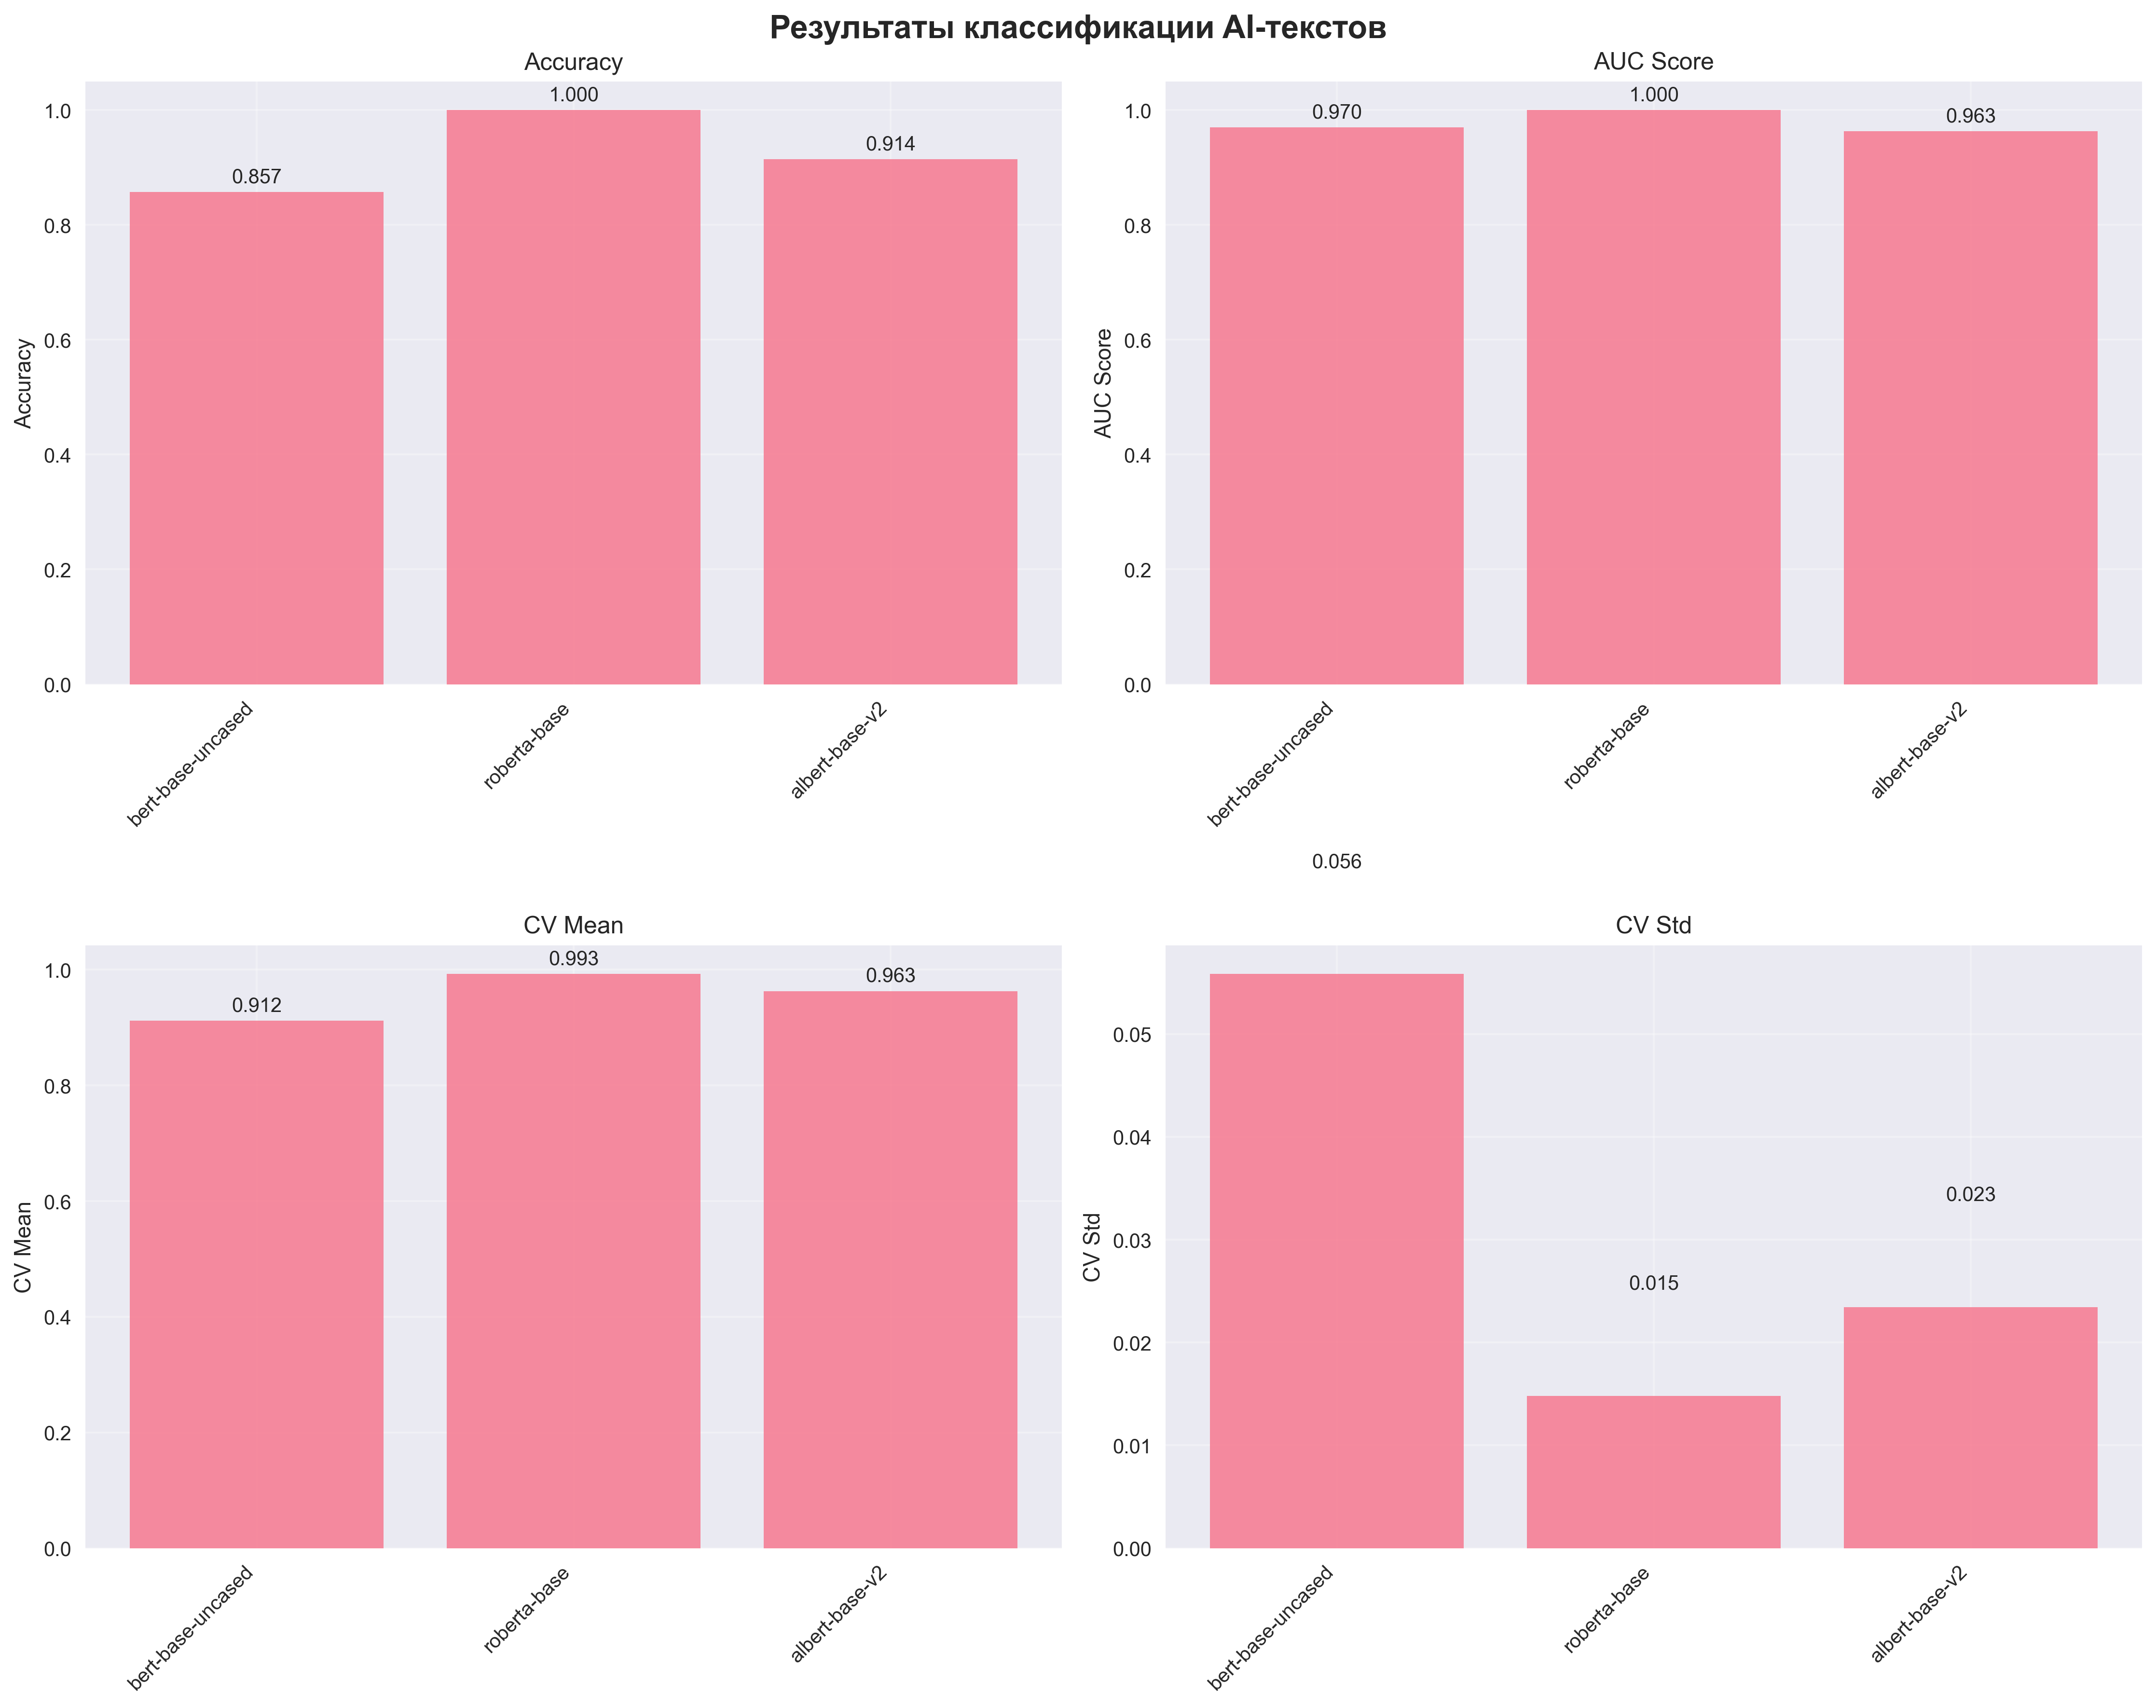 Результаты классификации AI-текстов
Accuracy
Accuracy
1.0
0.8
0.6
0.4
0.2
0.0
0.857
1.000
0.914
bert-base-uncased
roberta-base
albert-base-v2
AUC Score
AUC Score
1.0
0.8
0.6
0.4
0.2
0.0
0.970
1.000
0.963
bert-base-uncased
roberta-base
albert-base-v2
CV Mean
CV Mean
1.0
0.8
0.6
0.4
0.2
0.0
0.912
0.993
0.963
bert-base-uncased
roberta-base
albert-base-v2
0.056
CV Std
CV Std
0.05
0.04
0.03
0.02
0.01
0.00
0.015
0.023
bert-base-uncased
roberta-base
albert-base-v2